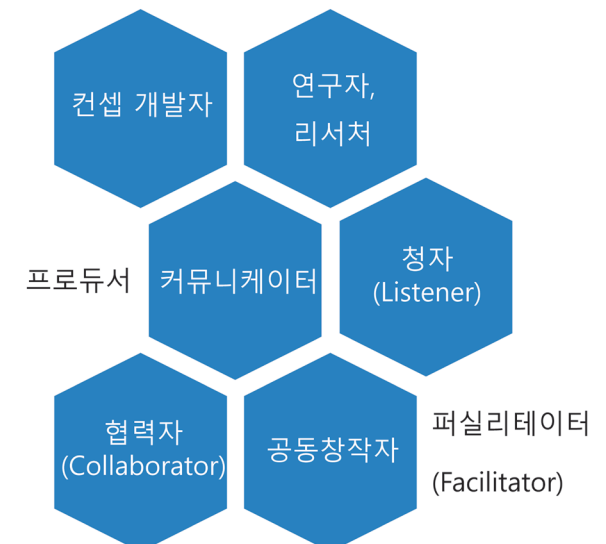 컨셉 개발자
연구자,
리서처
프로듀서
커뮤니케이터
청자
(Listener)
협력자
(Collaborator)
공동창작자
퍼실리테이터
(Facilitator)